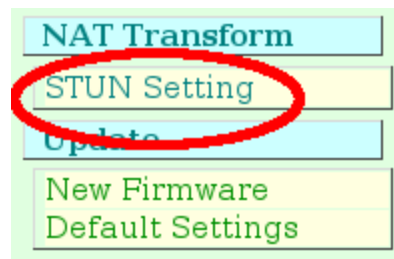 NAT Transform
STUN Setting
Update
New Firmware
Default Settings